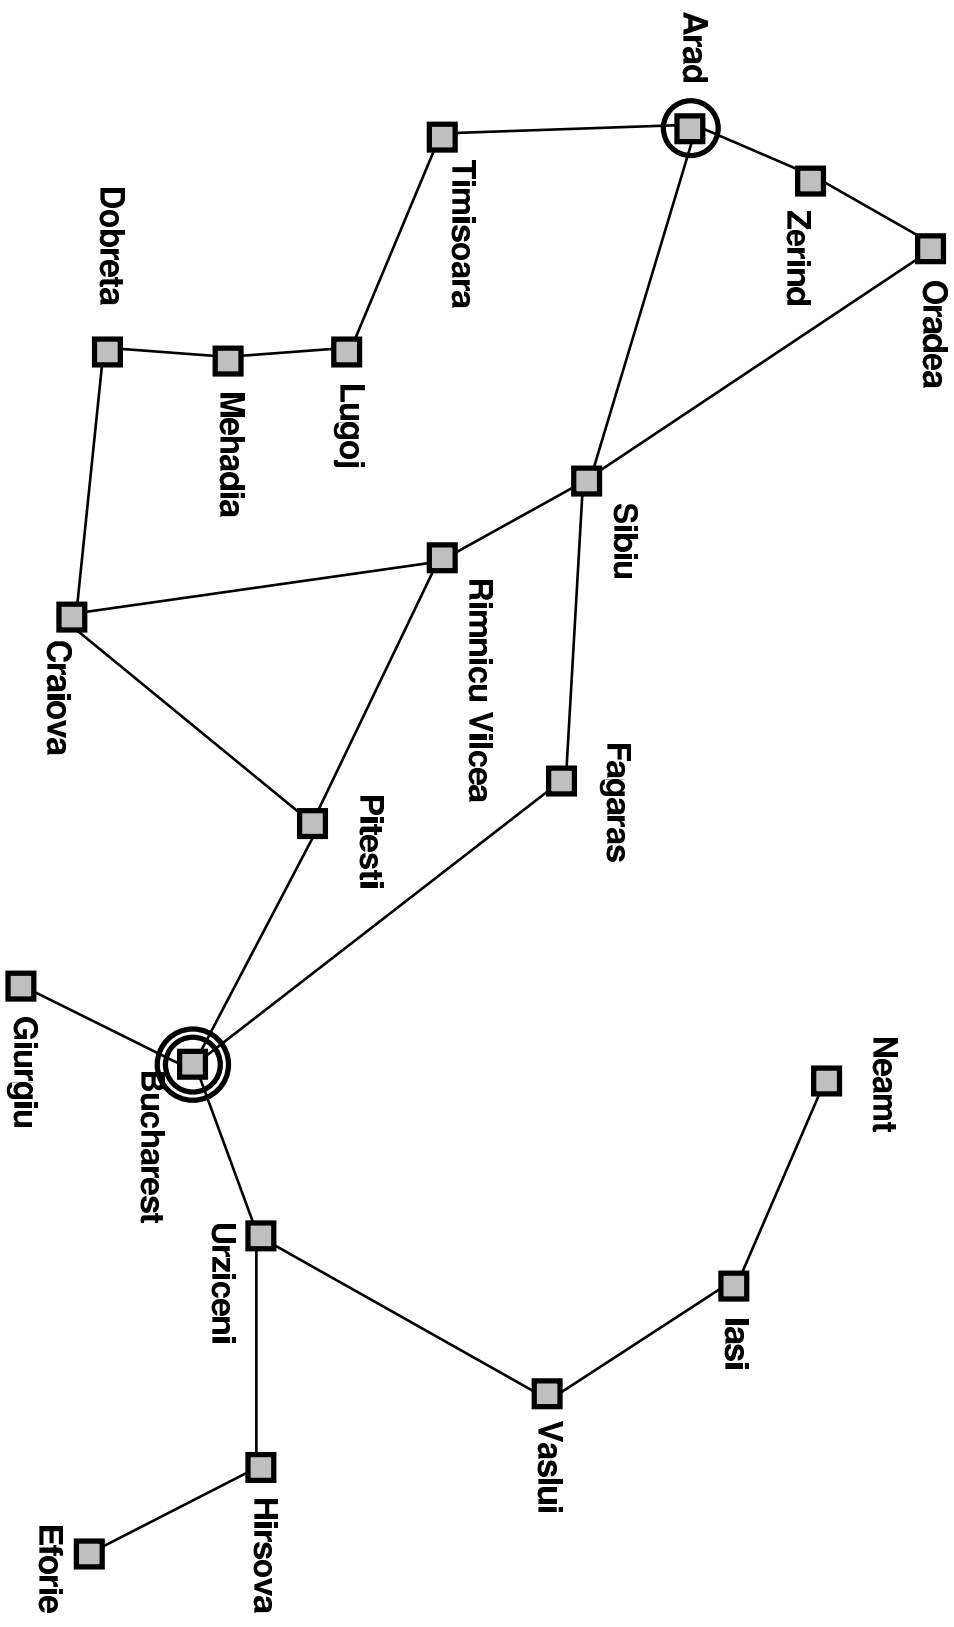 Oradea
Zerind
Arad
Timisoara
Lugoj
Mehadia
Dobreta
Sibiu
Rimnicu Vilcea
Craiova
Fagaras
Pitesti
Neamt
Iasi
Vaslui
Urziceni
Bucharest
Giurgiu
Hirsova
Eforie